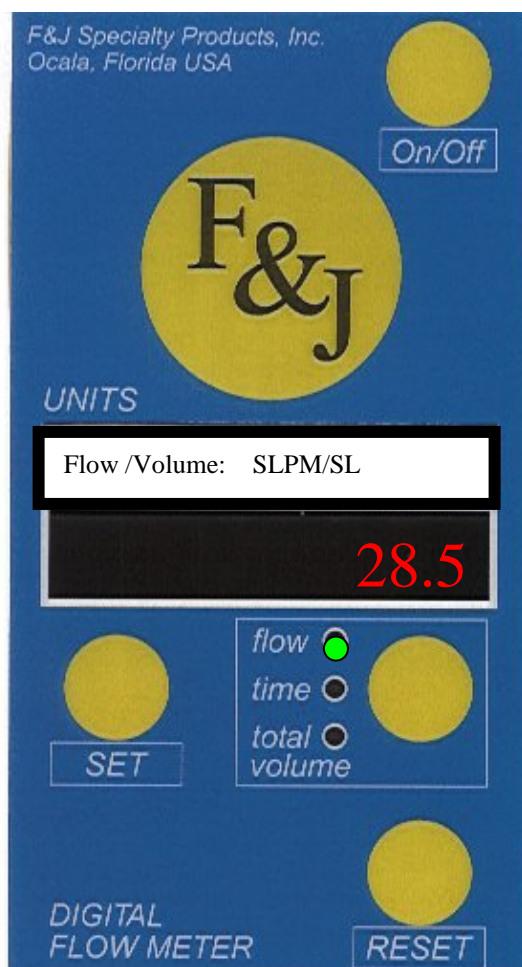 F&J Specialty Products, Inc.
Ocala, Florida USA
On/Off
F&J
UNITS
Flow /Volume: SLPM/SL
28.5
flow
time
total
volume
SET
DIGITAL
FLOW METER
RESET